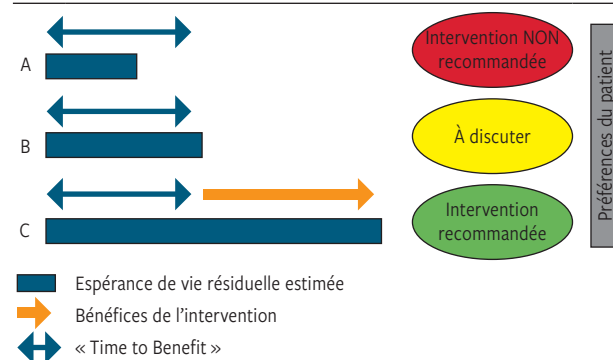 A
Intervention NON
recommandée
B
À discuter
C
Intervention
recommandée
Préférences du patient
Espérance de vie résiduelle estimée
Bénéfices de l’intervention
« Time to Benefit »